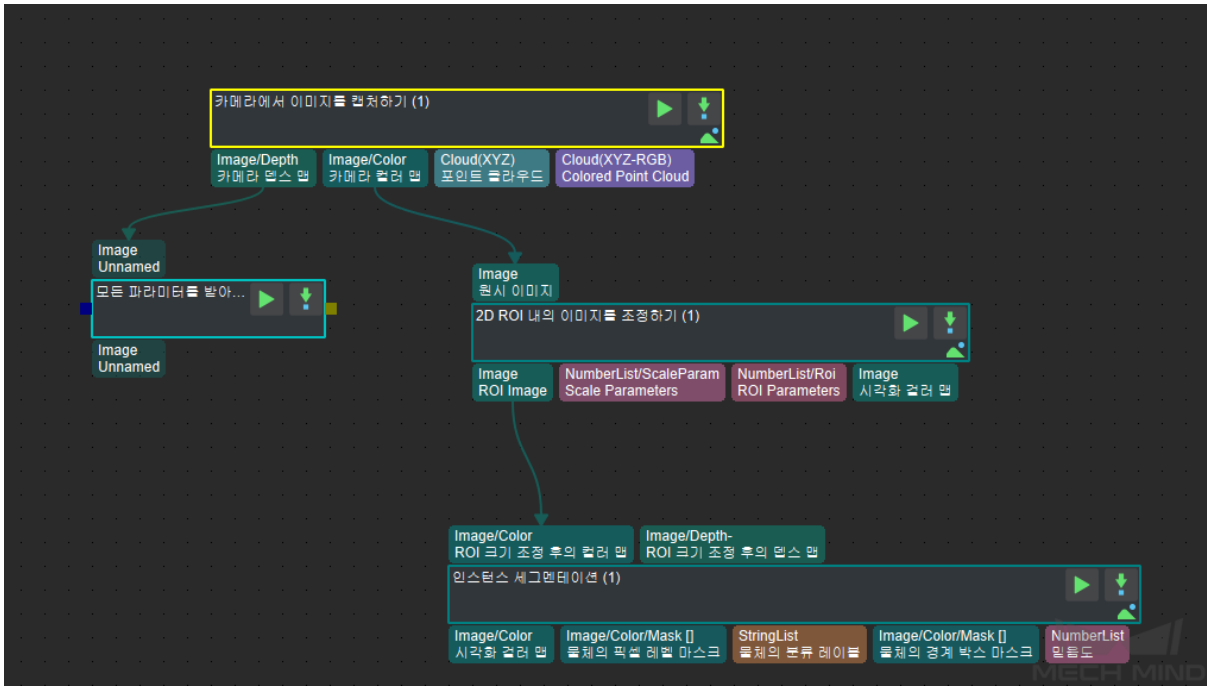 카메라에서 이미지를 캡처하기 (1)
Image/Depth
카메라 뎁스 맵
Image/Color
카메라 컬러 맵
Cloud(XYZ)
포인트 클라우드
Cloud(XYZ-RGB)
Colored Point Cloud
Image
Unnamed
모든 파라미터를 받아...
Image
Unnamed
Image
원시 이미지
2D ROI 내의 이미지를 조정하기 (1)
Image
ROI Image
NumberList/ScaleParam
Scale Parameters
NumberList/Roi
ROI Parameters
Image
시각화 컬러 맵
Image/Color
ROI 크기 조정 후의 컬러 맵
Image/Depth-
ROI 크기 조정 후의 뎁스 맵
인스턴스 세그멘테이션 (1)
Image/Color
시각화 컬러 맵
Image/Color/Mask []
물체의 픽셀 레벨 마스크
StringList
물체의 분류 레이블
Image/Color/Mask []
물체의 경계 박스 마스크
NumberList
믿음도
MECH MIND